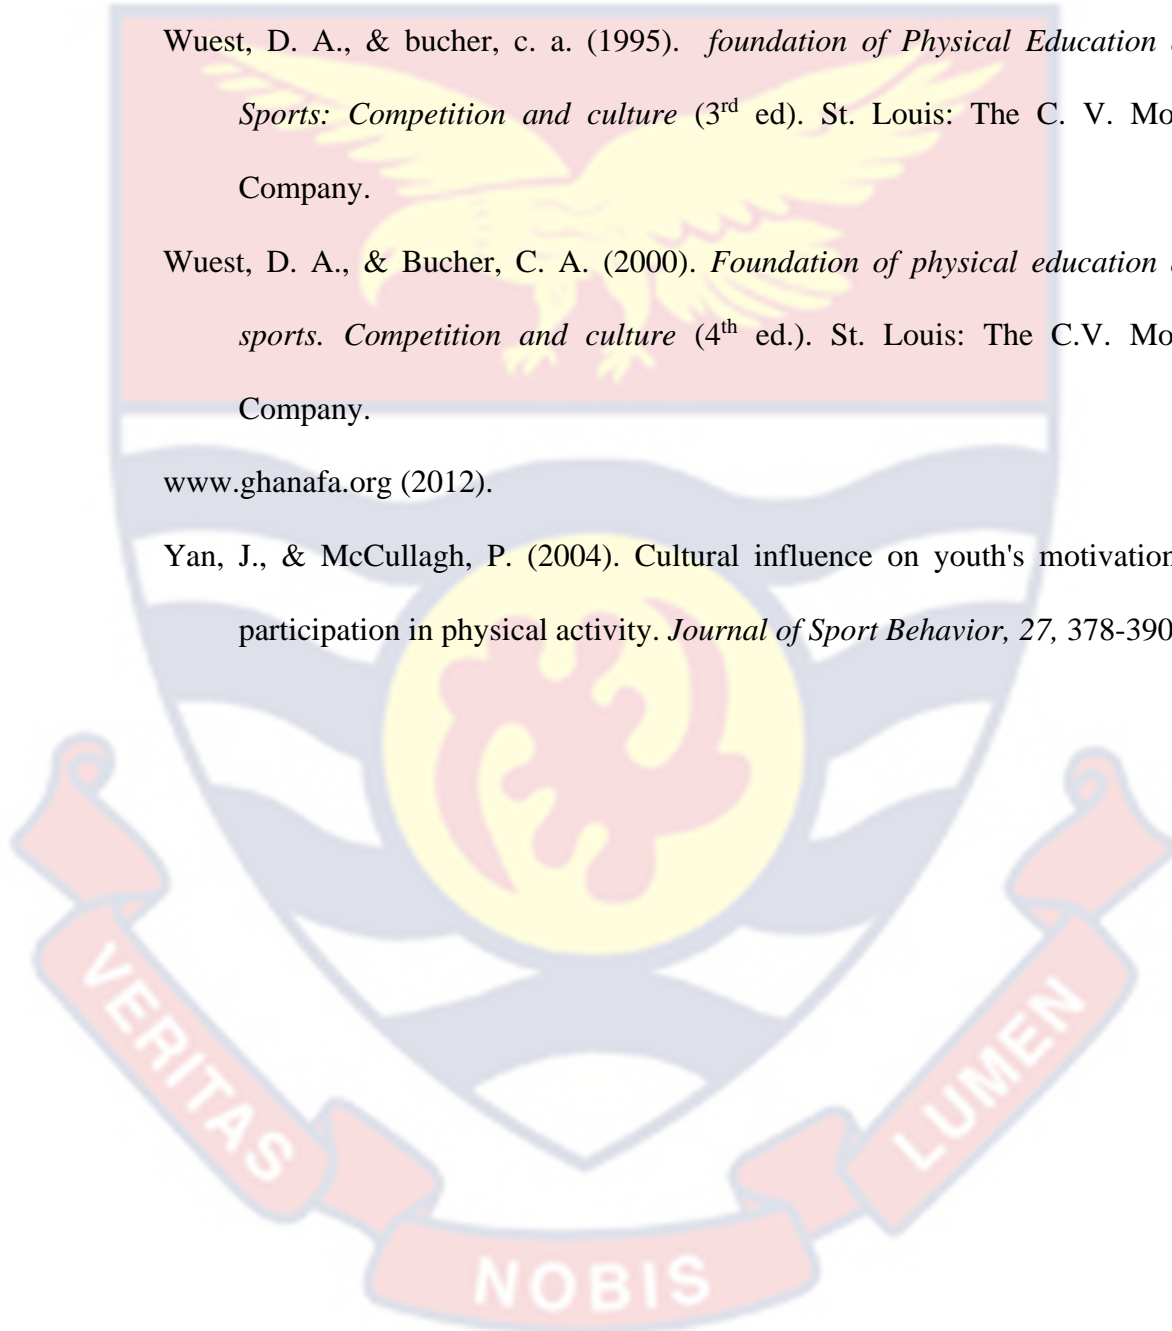 Wuest, D. A., & bucher, c. a. (1995). foundation of Physical Education
Sports: Competition and culture (3rd ed). St. Louis: The C. V.
Company.
Wuest, D. A., & Bucher, C. A. (2000). Foundation of physical education
sports. Competition and culture (4th ed.). St. Louis: The C.V.
Company.
www.ghanafa.org (2012).
Yan, J., & McCullagh, P. (2004). Cultural influence on youth's motivation
participation in physical activity. Journal of Sport Behavior, 27, 378-390
VERITAS
NOBIS
LUMEN